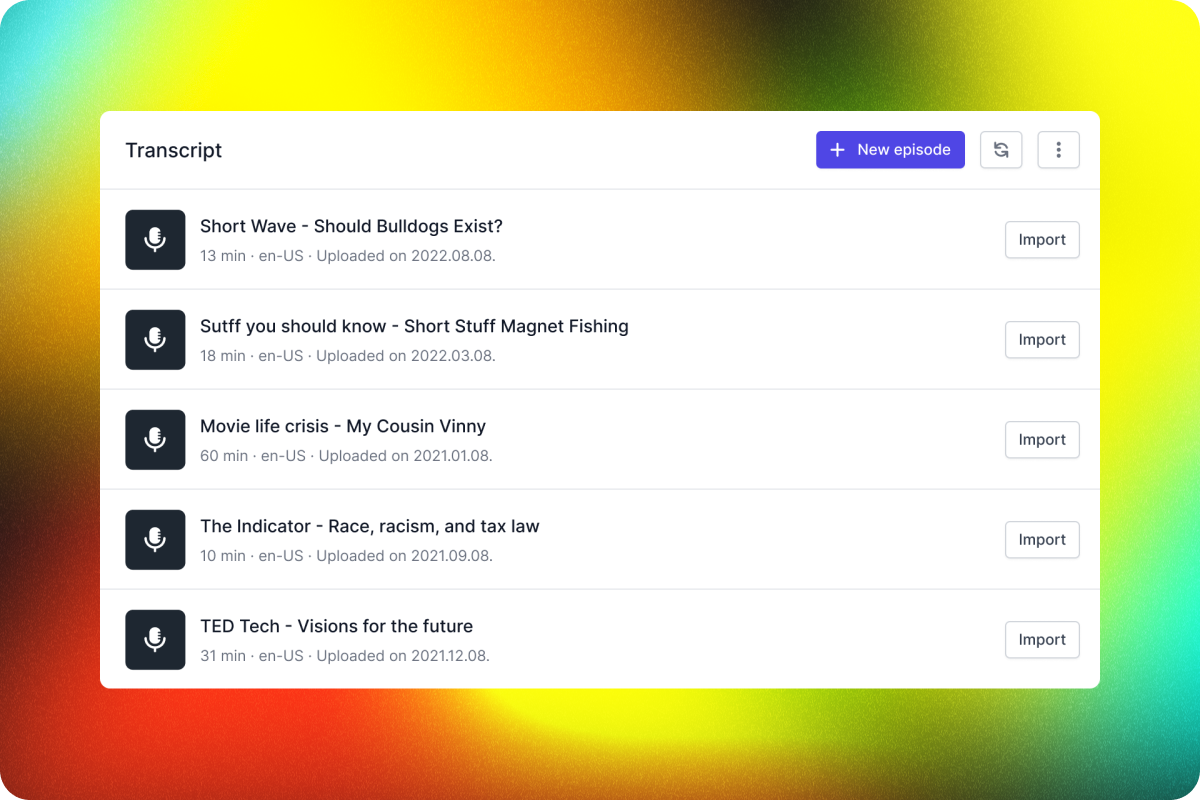 Transcript
New episode
Short Wave - Should Bulldogs Exist?
13 min · en-US · Uploaded on 2022.08.08.
Import
Sutff you should know - Short Stuff Magnet Fishing
18 min · en-US · Uploaded on 2022.03.08.
Import
Movie life crisis - My Cousin Vinny
60 min · en-US · Uploaded on 2021.01.08.
Import
The Indicator - Race, racism, and tax law
10 min · en-US · Uploaded on 2021.09.08.
Import
TED Tech - Visions for the future
31 min · en-US · Uploaded on 2021.12.08.
Import